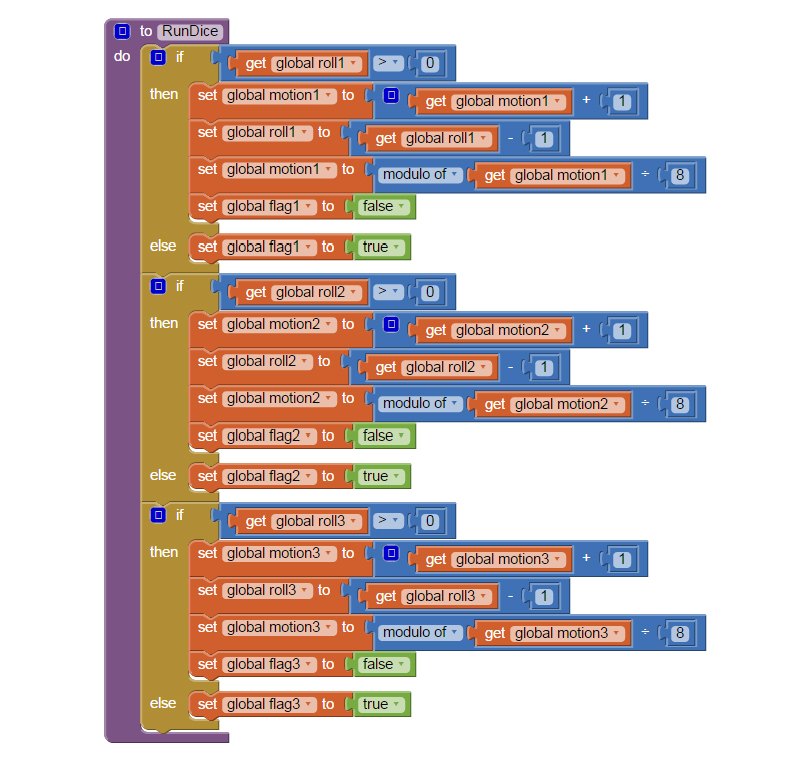 to RunDice
do if get global roll1 > 0
then set global motion1 to get global motion1 + 1
set global roll1 to get global roll1 - 1
set global motion1 to modulo of get global motion1 ÷ 8
set global flag1 to false
else set global flag1 to true
if get global roll2 > 0
then set global motion2 to get global motion2 + 1
set global roll2 to get global roll2 - 1
set global motion2 to modulo of get global motion2 ÷ 8
set global flag2 to false
else set global flag2 to true
if get global roll3 > 0
then set global motion3 to get global motion3 + 1
set global roll3 to get global roll3 - 1
set global motion3 to modulo of get global motion3 ÷ 8
set global flag3 to false
else set global flag3 to true